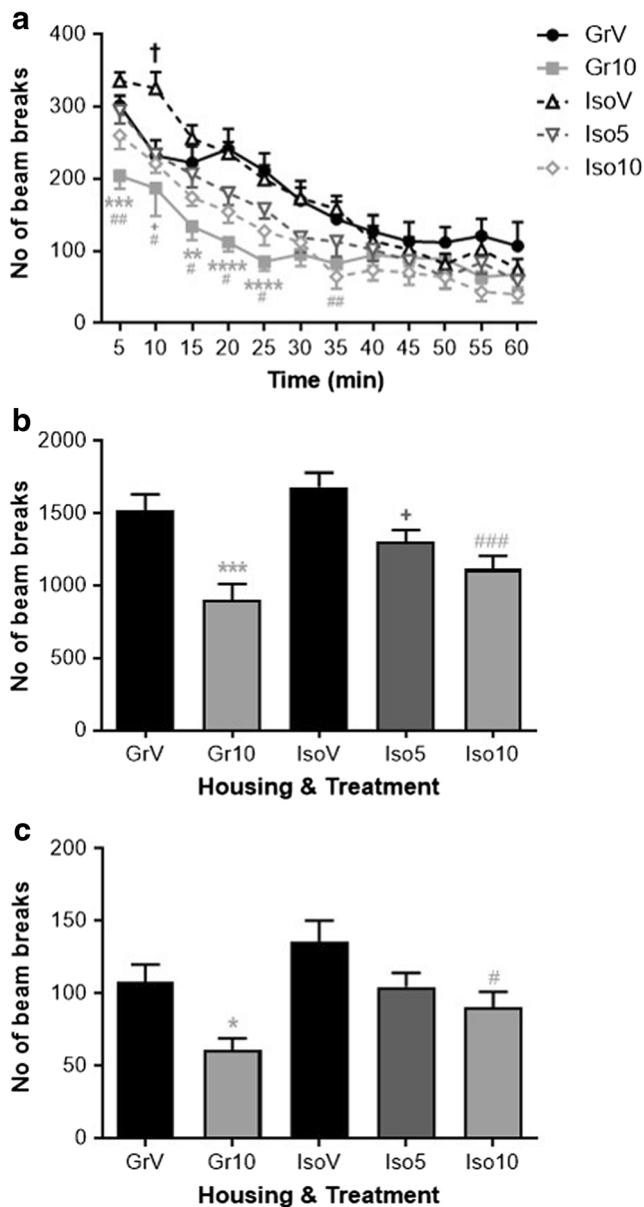 a
GrV
Gr10
IsoV
Iso5
Iso10
No of beam breaks
400
300
200
100
0
†
***
##
+
#
**
#
****
#
****
#
##
5 10 15 20 25 30 35 40 45 50 55 60
Time (min)
b
No of beam breaks
2000
1500
1000
500
0
***
+
###
GrV Gr10 IsoV Iso5 Iso10
Housing & Treatment
c
No of beam breaks
200
150
100
50
0
*
#
GrV Gr10 IsoV Iso5 Iso10
Housing & Treatment